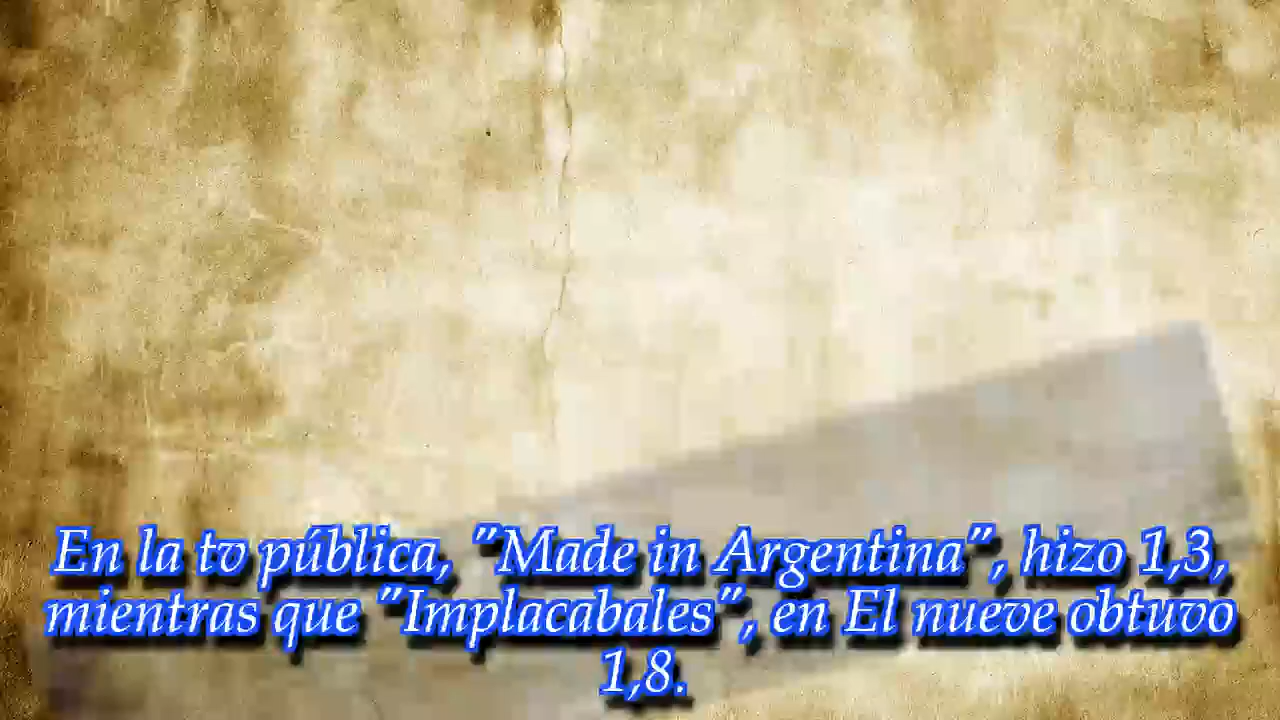 En la tv pública, "Made in Argentina", hizo 1,3,
mientras que "Implacabales", en El nueve obtuvo
1,8.